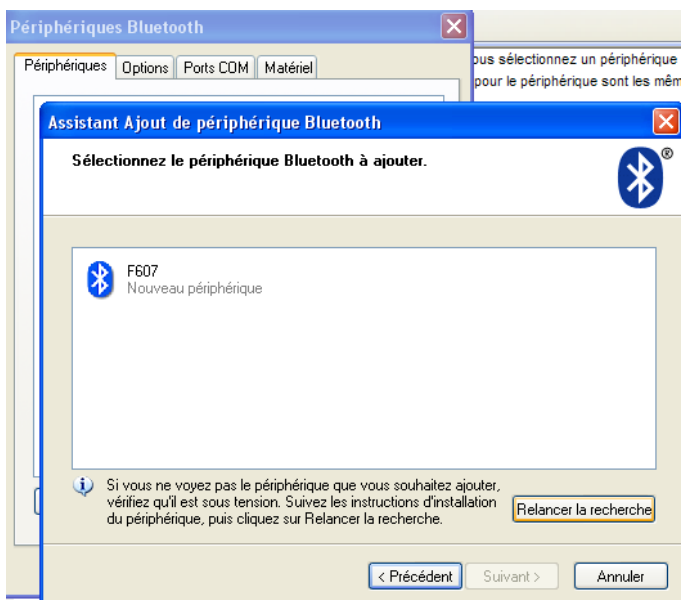 Périphériques Bluetooth
Périphériques Options Ports COM Matériel
sélectionnez un périphérique
pour le périphérique sont les
Assistant Ajout de périphérique Bluetooth
Sélectionnez le périphérique Bluetooth à ajouter.
®
F607
Nouveau périphérique
Si vous ne voyez pas le périphérique que vous souhaitez ajouter,
vérifiez qu'il est sous tension. Suivez les instructions d'installation
du périphérique, puis cliquez sur Relancer la recherche.
Relancer la recherche
< Précédent Suivant > Annuler